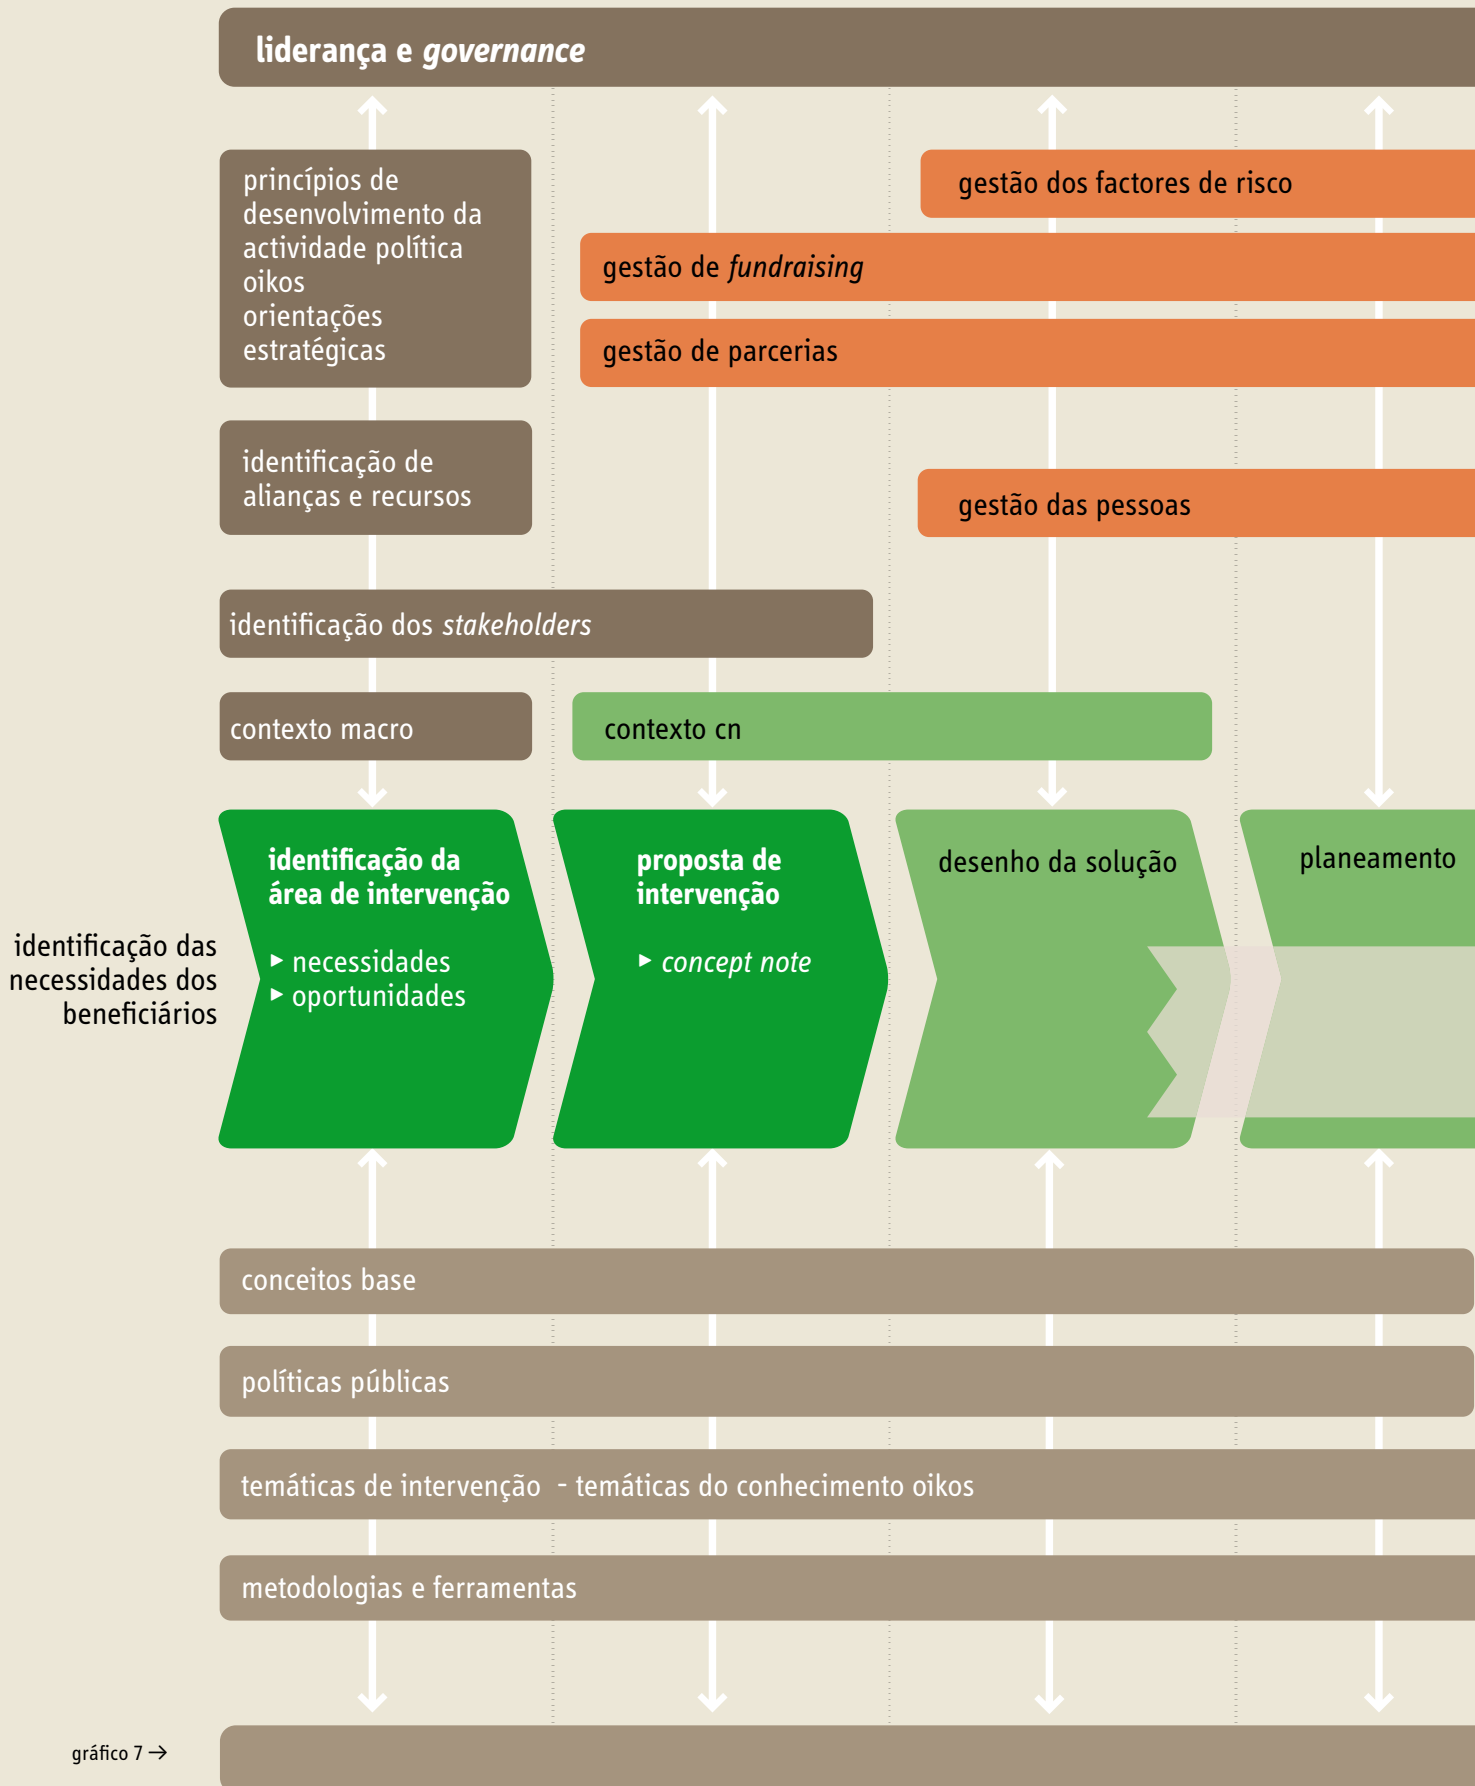 liderança e governance
princípios de
desenvolvimento da
actividade política
oikos
orientações
estratégicas
gestão dos factores de risco
gestão de fundraising
gestão de parcerias
identificação de
alianças e recursos
gestão das pessoas
identificação dos stakeholders
contexto macro
contexto cn
identificação das
necessidades dos
beneficiários
identificação da
área de intervenção
► necessidades
► oportunidades
proposta de
intervenção
► concept note
desenho da solução
planeamento
conceitos base
políticas públicas
temáticas de intervenção - temáticas do conhecimento oikos
metodologias e ferramentas
gráfico 7 →